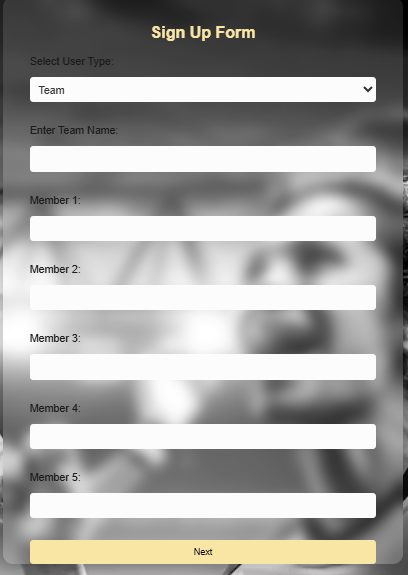 Sign Up Form
Select User Type:
Team
Enter Team Name:
Member 1:
Member 2:
Member 3:
Member 4:
Member 5:
Next